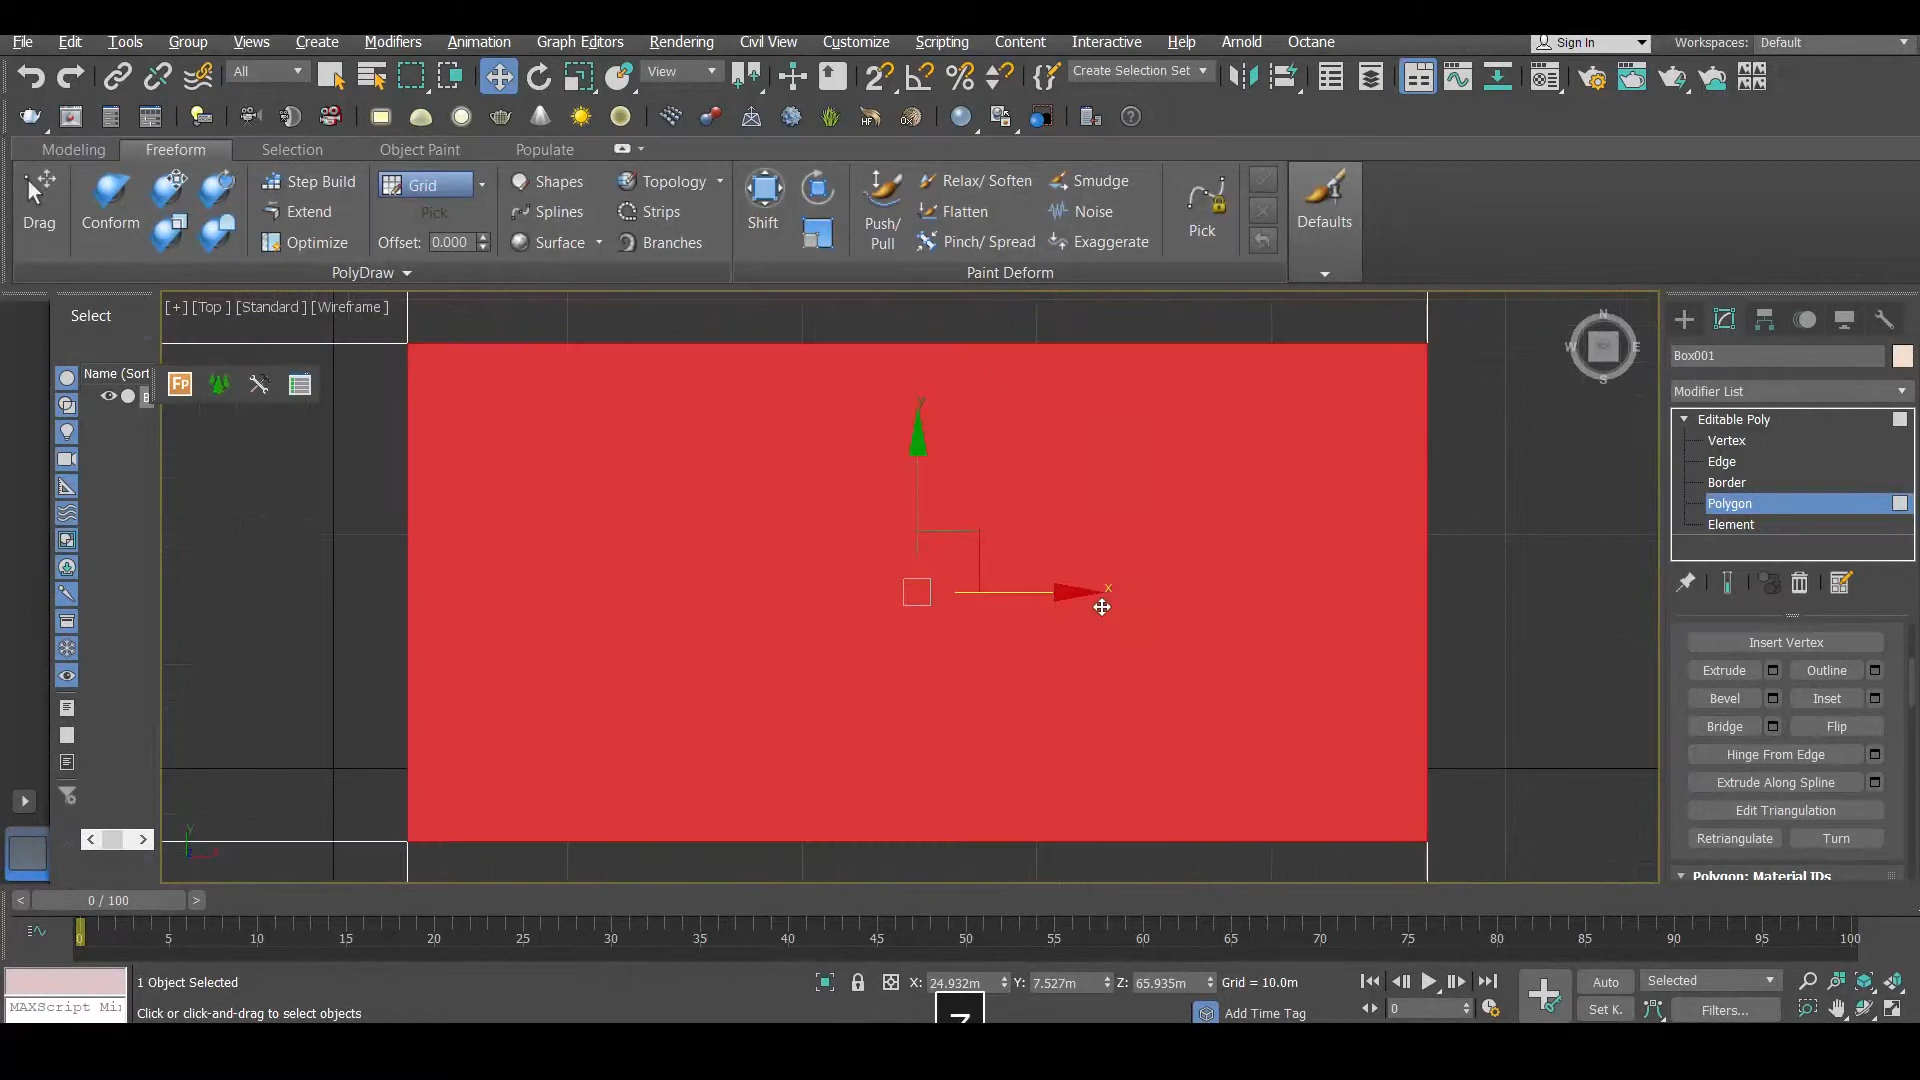 File Edit Tools Group Views Create Modifiers Animation Graph Editors Rendering Civil View Customize Scripting Content Interactive Help Arnold Octane Sign In Workspaces: Default
All View Create Selection Set
Modeling Freeform Selection Object Paint Populate
Drag
Conform
Step Build
Extend
Optimize
Grid
Pick
Offset: 0.000
Shapes
Splines
Surface
Topology
Strips
Branches
Shift
Push/
Pull
Relax/Soften
Flatten
Pinch/Spread
Smudge
Noise
Exaggerate
Pick
Defaults
PolyDraw
Paint Deform
Select
[+] [Top ] [Standard ] [Wireframe ]
Name (Sort
Fp
N
W E
S
TOP
y
x
y
Box001
Modifier List
Editable Poly
Vertex
Edge
Border
Polygon
Element
Insert Vertex
Extrude Outline
Bevel Inset
Bridge Flip
Hinge From Edge
Extrude Along Spline
Edit Triangulation
Retriangulate Turn
Polygon: Material IDs
< 0 / 100 >
0 5 10 15 20 25 30 35 40 45 50 55 60 65 70 75 80 85 90 95 100
1 Object Selected
X: 24.932m Y: 7.527m Z: 65.935m Grid = 10.0m
Auto Selected
MAXScript Mi
Click or click-and-drag to select objects
Add Time Tag
0
Set K. Filters...